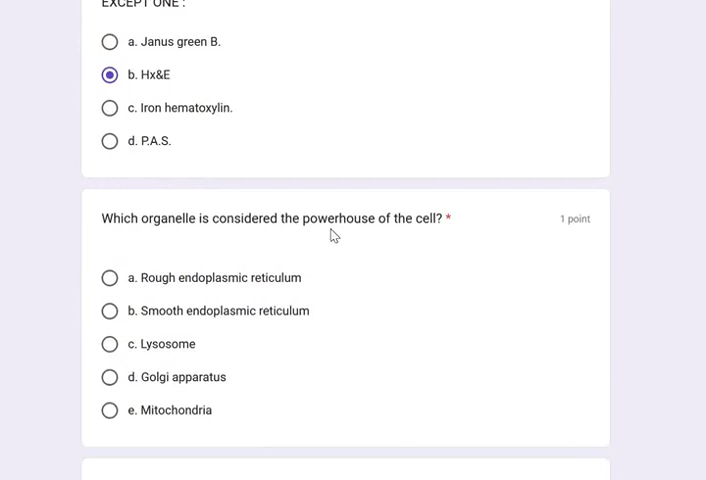 EXCEPT ONE :
a. Janus green B.
b. Hx&E
c. Iron hematoxylin.
d. P.A.S.
Which organelle is considered the powerhouse of the cell? *
1 point
a. Rough endoplasmic reticulum
b. Smooth endoplasmic reticulum
c. Lysosome
d. Golgi apparatus
e. Mitochondria